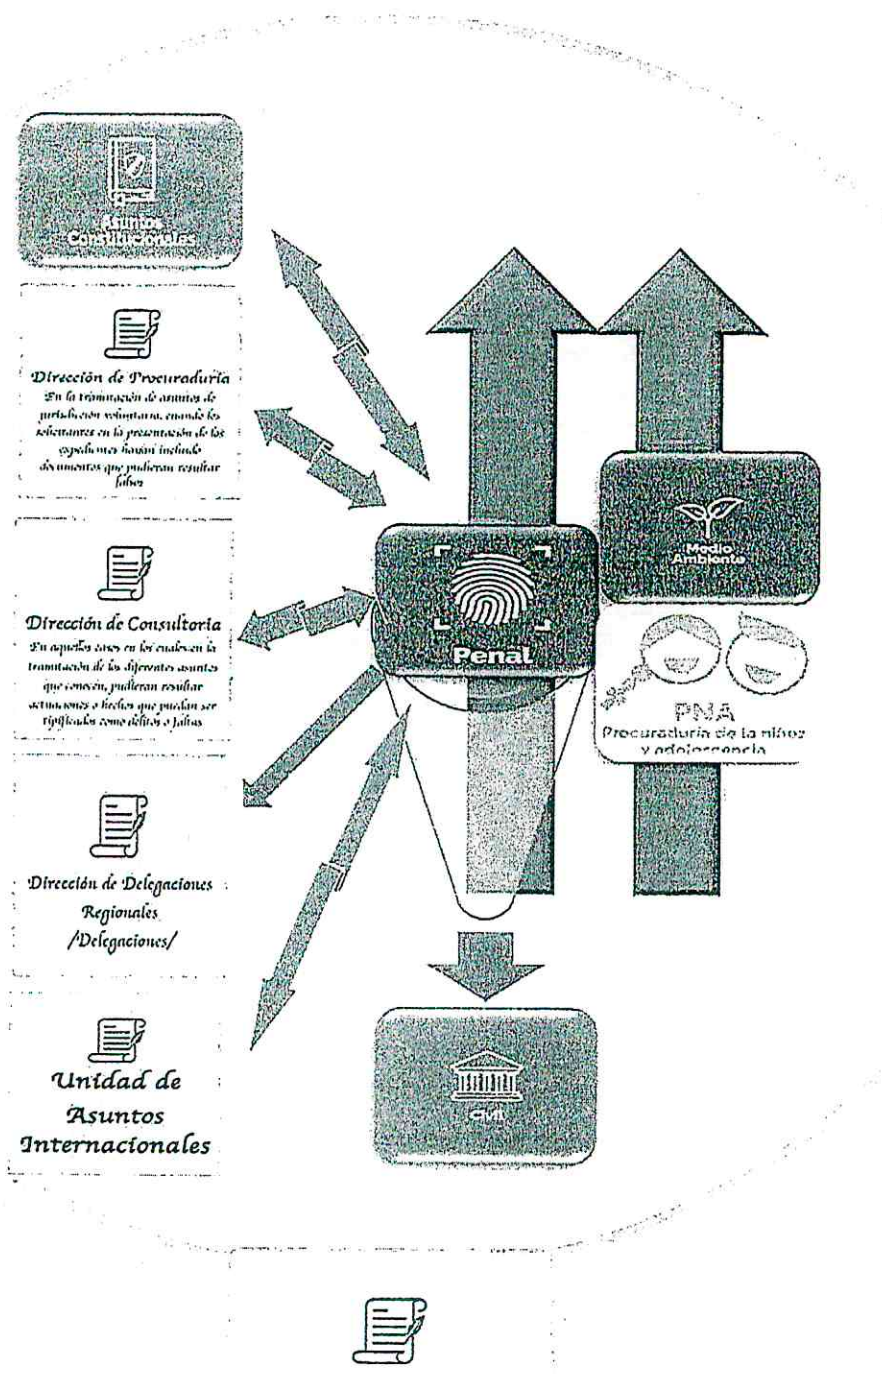 Asuntos
Constitucionales
Dirección de Procuraduría
En la tramitación de asuntos de
jurisdicción voluntaria, cuando los
solicitantes en la presentación de los
expedientes hayan incluido
documentos que pudieran resultar
falsos
Dirección de Consultoria
En aquellos casos en los cuales en la
tramitación de los diferentes asuntos
que conocen, pudieran resultar
actuaciones o hechos que puedan ser
tipificados como delitos o faltas
Dirección de Delegaciones
Regionales
/Delegaciones/
Unidad de
Asuntos
Internacionales
Medio
Ambiente
Penal
PNA
Procuraduría de la niñez
y adolescencia
Civil